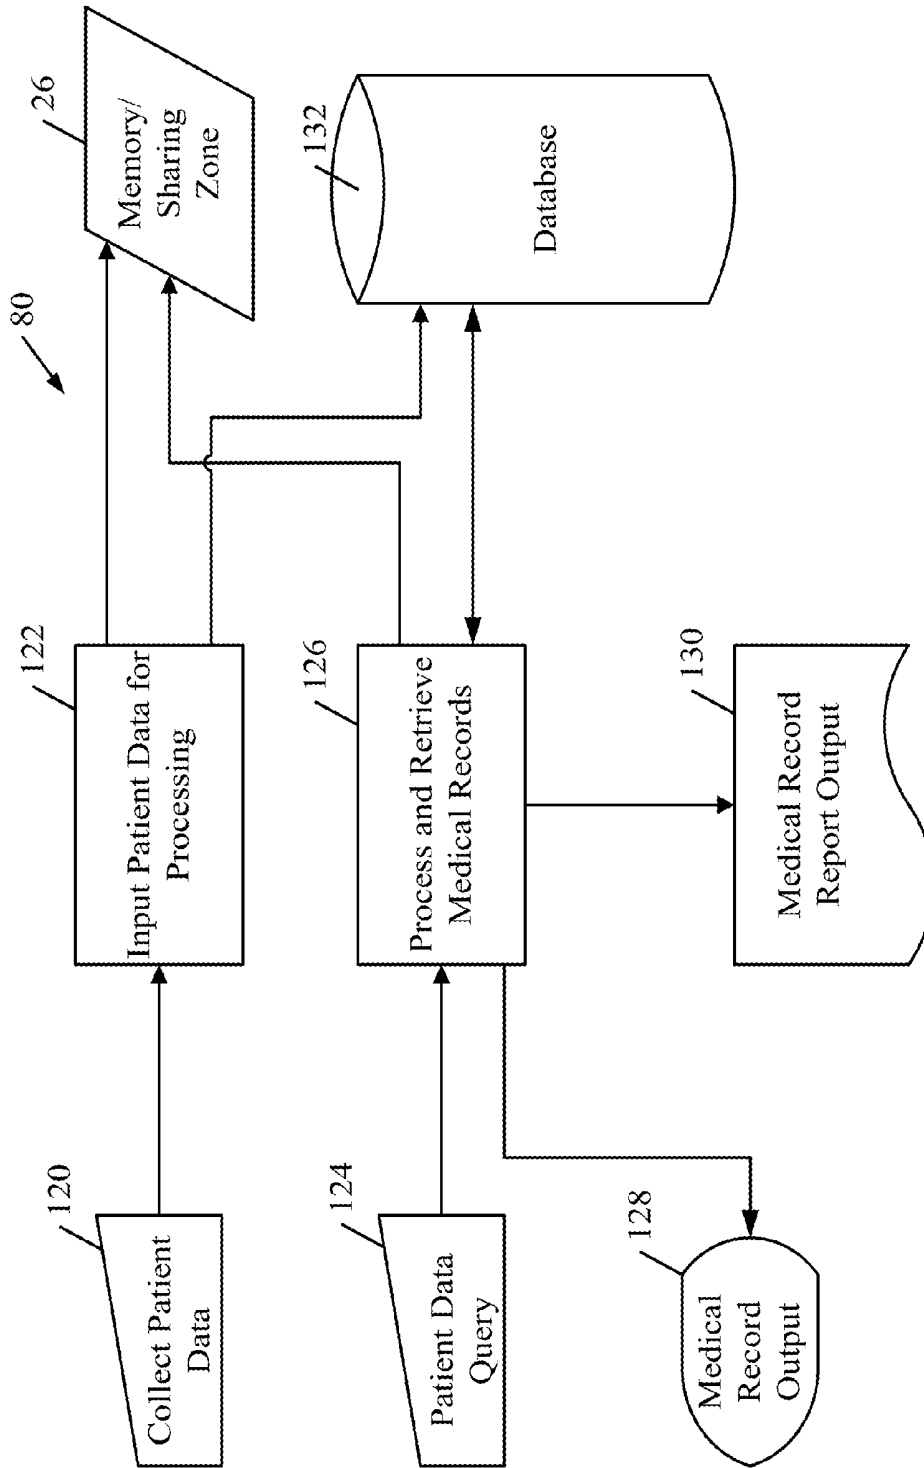 80
120
Collect Patient
Data
122
Input Patient Data for
Processing
26
Memory/
Sharing
Zone
124
Patient Data
Query
126
Process and Retrieve
Medical Records
132
Database
128
Medical
Record
Output
130
Medical Record
Report Output